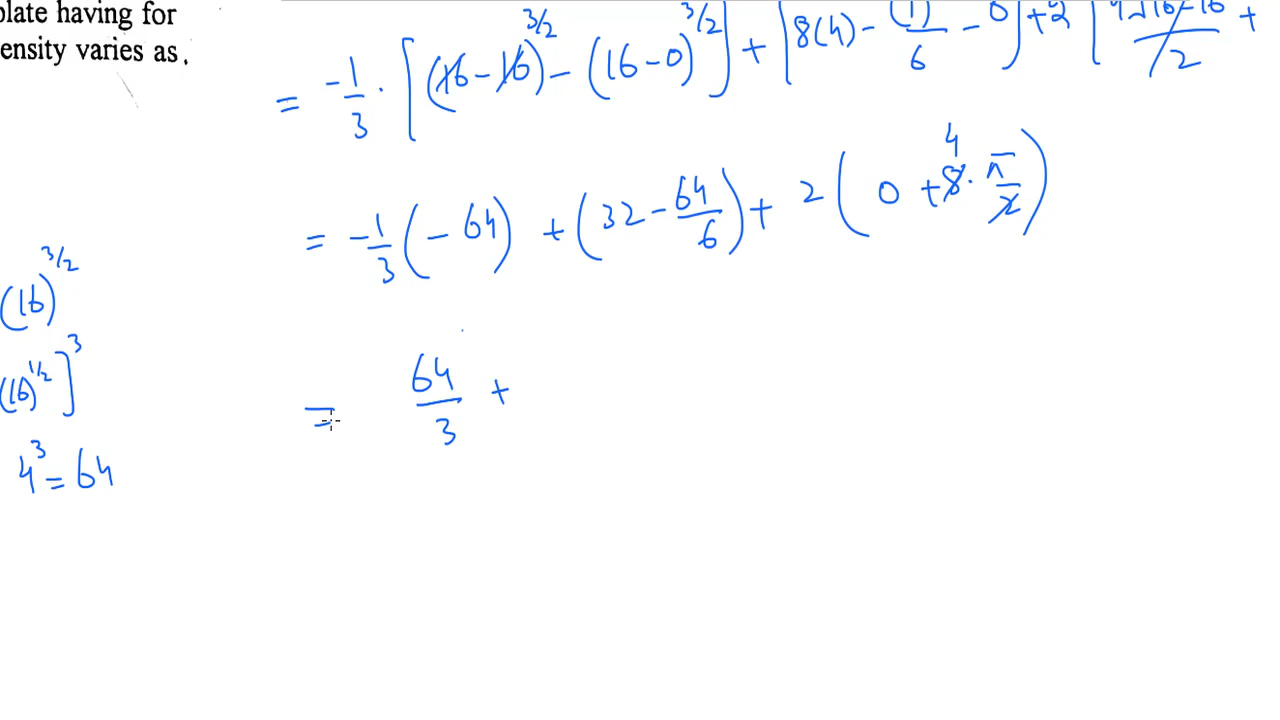 plate having for
ensity varies as.
= -1/3 · [(16-16)^3/2 - (16-0)^3/2] + [8(4) - /6 - 0] + 2 [ /2 +
= -1/3 (-64) + (32 - 64/6) + 2(0 + 8 4 · π/2)
(16)^3/2
(16)^1/2]^3
= 64/3 +
4^3 = 64